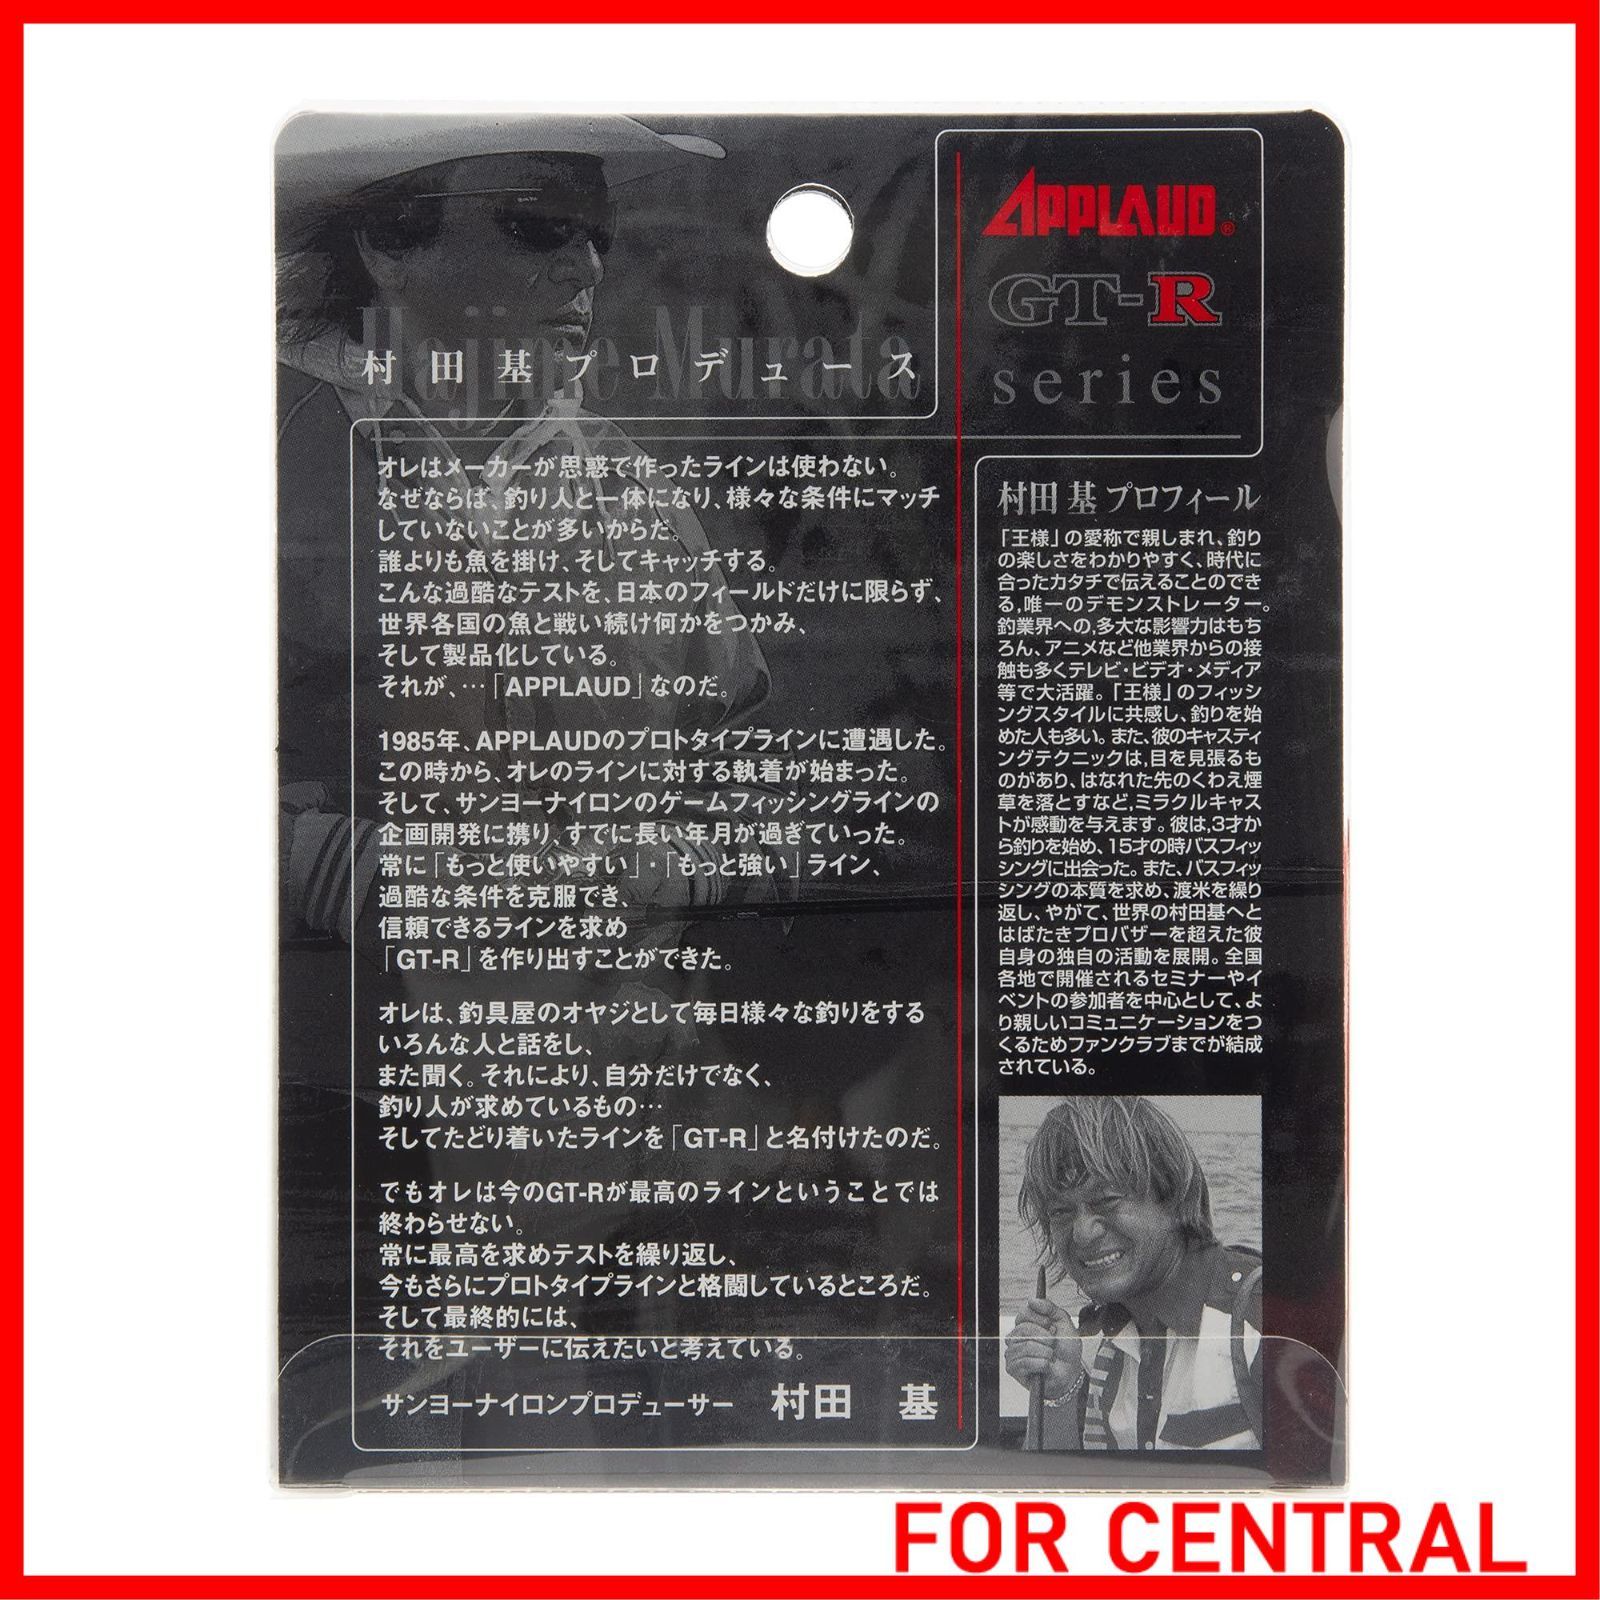 APPLAUD®
GT-R
series
Hajime Murata
村田基プロデュース
オレはメーカーが思惑で作ったラインは使わない。
なぜならば、釣り人と一体になり、様々な条件にマッチ
していないことが多いからだ。
誰よりも魚を掛け、そしてキャッチする。
こんな過酷なテストを、日本のフィールドだけに限らず、
世界各国の魚と戦い続け何かをつかみ、
そして製品化している。
それが、…「APPLAUD」なのだ。
1985年、APPLAUDのプロトタイプラインに遭遇した。
この時から、オレのラインに対する執着が始まった。
そして、サンヨーナイロンのゲームフィッシングラインの
企画開発に携り、すでに長い年月が過ぎていった。
常に「もっと使いやすい」・「もっと強い」ライン、
過酷な条件を克服でき、
信頼できるラインを求め
「GT-R」を作り出すことができた。
オレは、釣具屋のオヤジとして毎日様々な釣りをする
いろんな人と話をし、
また聞く。それにより、自分だけでなく、
釣り人が求めているもの…
そしてたどり着いたラインを「GT-R」と名付けたのだ。
でもオレは今のGT-Rが最高のラインということでは
終わらせない。
常に最高を求めテストを繰り返し、
今もさらにプロトタイプラインと格闘しているところだ。
そして最終的には、
それをユーザーに伝えたいと考えている。
サンヨーナイロンプロデューサー 村田 基
村田 基 プロフィール
「王様」の愛称で親しまれ、釣り
の楽しさをわかりやすく、時代に
合ったカタチで伝えることのでき
る,唯一のデモンストレーター。
釣業界への,多大な影響力はもち
ろん、アニメなど他業界からの接
触も多くテレビ・ビデオ・メディア
等で大活躍。「王様」のフィッシ
ングスタイルに共感し、釣りを始
めた人も多い。また、彼のキャスティ
ングテクニックは,目を見張るも
のがあり、はなれた先のくわえ煙
草を落とすなど,ミラクルキャス
トが感動を与えます。彼は,3才か
ら釣りを始め、15才の時バスフィッ
シングに出会った。また、バスフィッ
シングの本質を求め、渡米を繰り
返し、やがて、世界の村田基へと
はばたきプロバザーを超えた彼
自身の独自の活動を展開。全国
各地で開催されるセミナーやイ
ベントの参加者を中心として、よ
り親しいコミュニケーションをつ
くるためファンクラブまでが結成
されている。
FOR CENTRAL